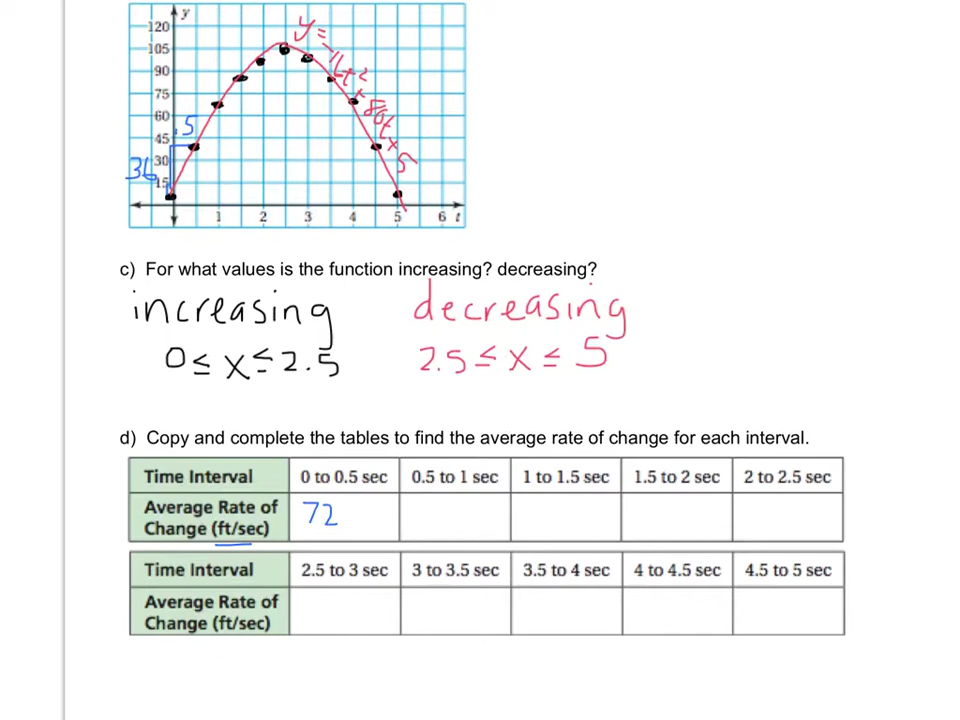 y
120
105
90
75
60
45
30
15
1 2 3 4 5 6 t
y = -16t² + 80t + 5
.5
36
c) For what values is the function increasing? decreasing?
increasing decreasing
0 ≤ x ≤ 2.5 2.5 ≤ x ≤ 5
d) Copy and complete the tables to find the average rate of change for each interval.
Time Interval 0 to 0.5 sec 0.5 to 1 sec 1 to 1.5 sec 1.5 to 2 sec 2 to 2.5 sec
Average Rate of
Change (ft/sec) 72
Time Interval 2.5 to 3 sec 3 to 3.5 sec 3.5 to 4 sec 4 to 4.5 sec 4.5 to 5 sec
Average Rate of
Change (ft/sec)